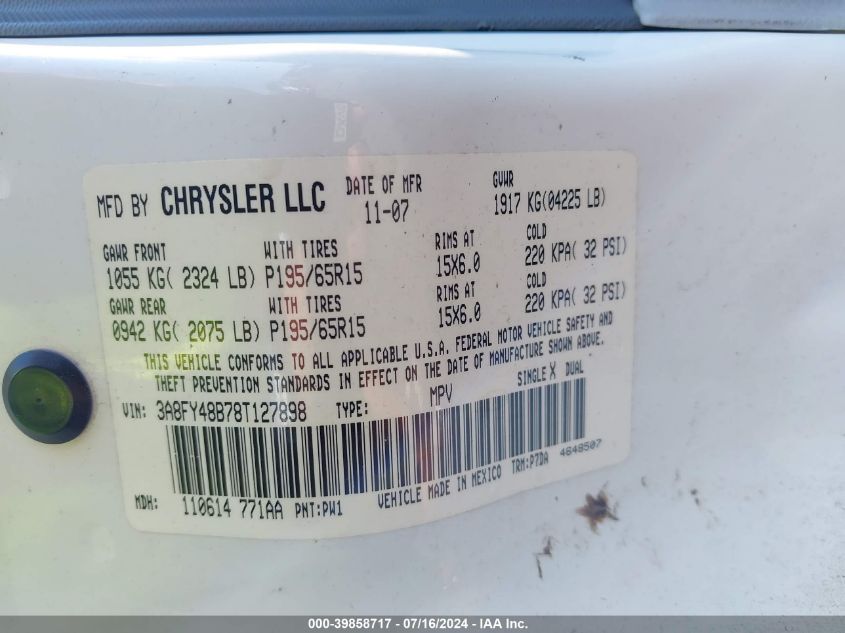 MFD BY CHRYSLER LLC DATE OF MFR 11-07 GVWR 1917 KG(04225 LB)
GAWR FRONT WITH TIRES RIMS AT COLD
1055 KG( 2324 LB) P195/65R15 15X6.0 220 KPA( 32 PSI)
GAWR REAR WITH TIRES RIMS AT COLD
0942 KG( 2075 LB) P195/65R15 15X6.0 220 KPA( 32 PSI)
THIS VEHICLE CONFORMS TO ALL APPLICABLE U.S.A. FEDERAL MOTOR VEHICLE SAFETY AND
THEFT PREVENTION STANDARDS IN EFFECT ON THE DATE OF MANUFACTURE SHOWN ABOVE.
VIN: 3A8FY48B78T127898 TYPE: MPV SINGLE X DUAL
MDH: 110614 771AA PNT:PW1 VEHICLE MADE IN MEXICO TRM:P7DA 4648507
000-39858717 / 07/16/2024 - IAA Inc.